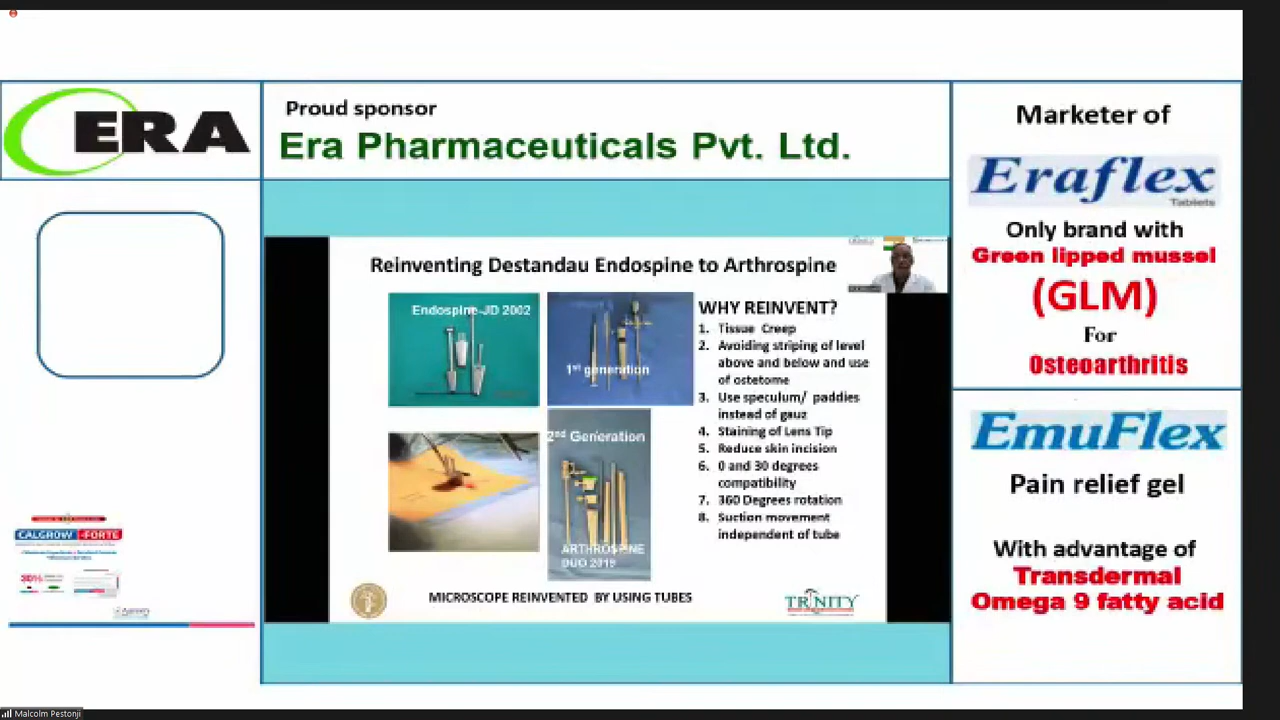 ERA
Proud sponsor
Era Pharmaceuticals Pvt. Ltd.
Marketer of
Eraflex
Tablets
Only brand with
Green lipped mussel
(GLM)
For
Osteoarthritis
EmuFlex
Pain relief gel
With advantage of
Transdermal
Omega 9 fatty acid
Reinventing Destandau Endospine to Arthrospine
Endospine-JD 2002
1st generation
2nd Generation
ARTHROSPINE
DUO 2019
WHY REINVENT?
1. Tissue Creep
2. Avoiding striping of level
above and below and use
of ostetome
3. Use speculum/ paddies
instead of gauz
4. Staining of Lens Tip
5. Reduce skin incision
6. 0 and 30 degrees
compatibility
7. 360 Degrees rotation
8. Suction movement
independent of tube
MICROSCOPE REINVENTED BY USING TUBES
TRINITY
CALGROW-FORTE
30%
Malcolm Pestonji